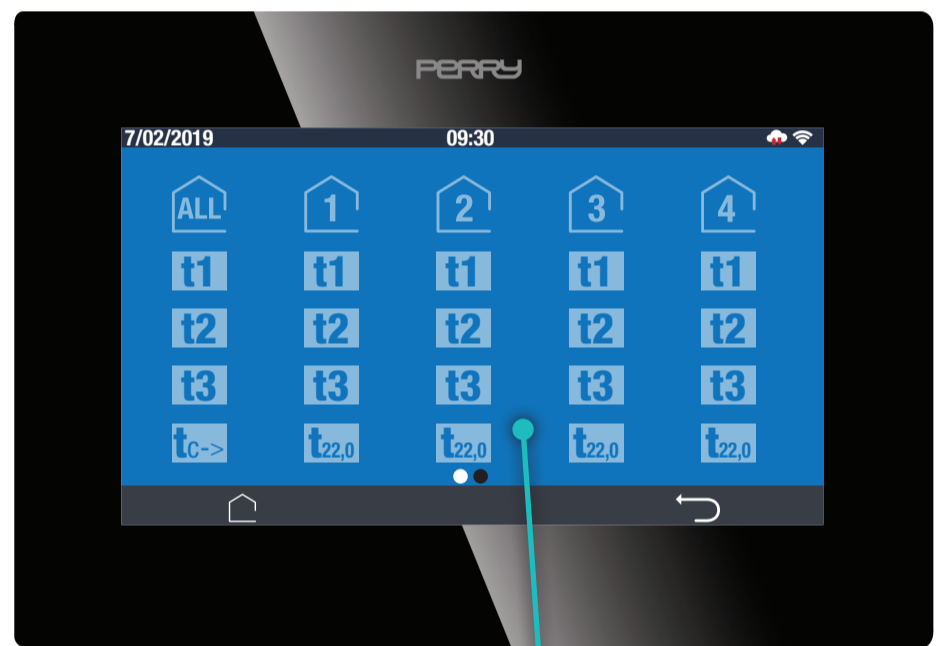 PERRY
7/02/2019 09:30
ALL 1 2 3 4
t1 t1 t1 t1 t1
t2 t2 t2 t2 t2
t3 t3 t3 t3 t3
tC-> t22,0 t22,0 t22,0 t22,0